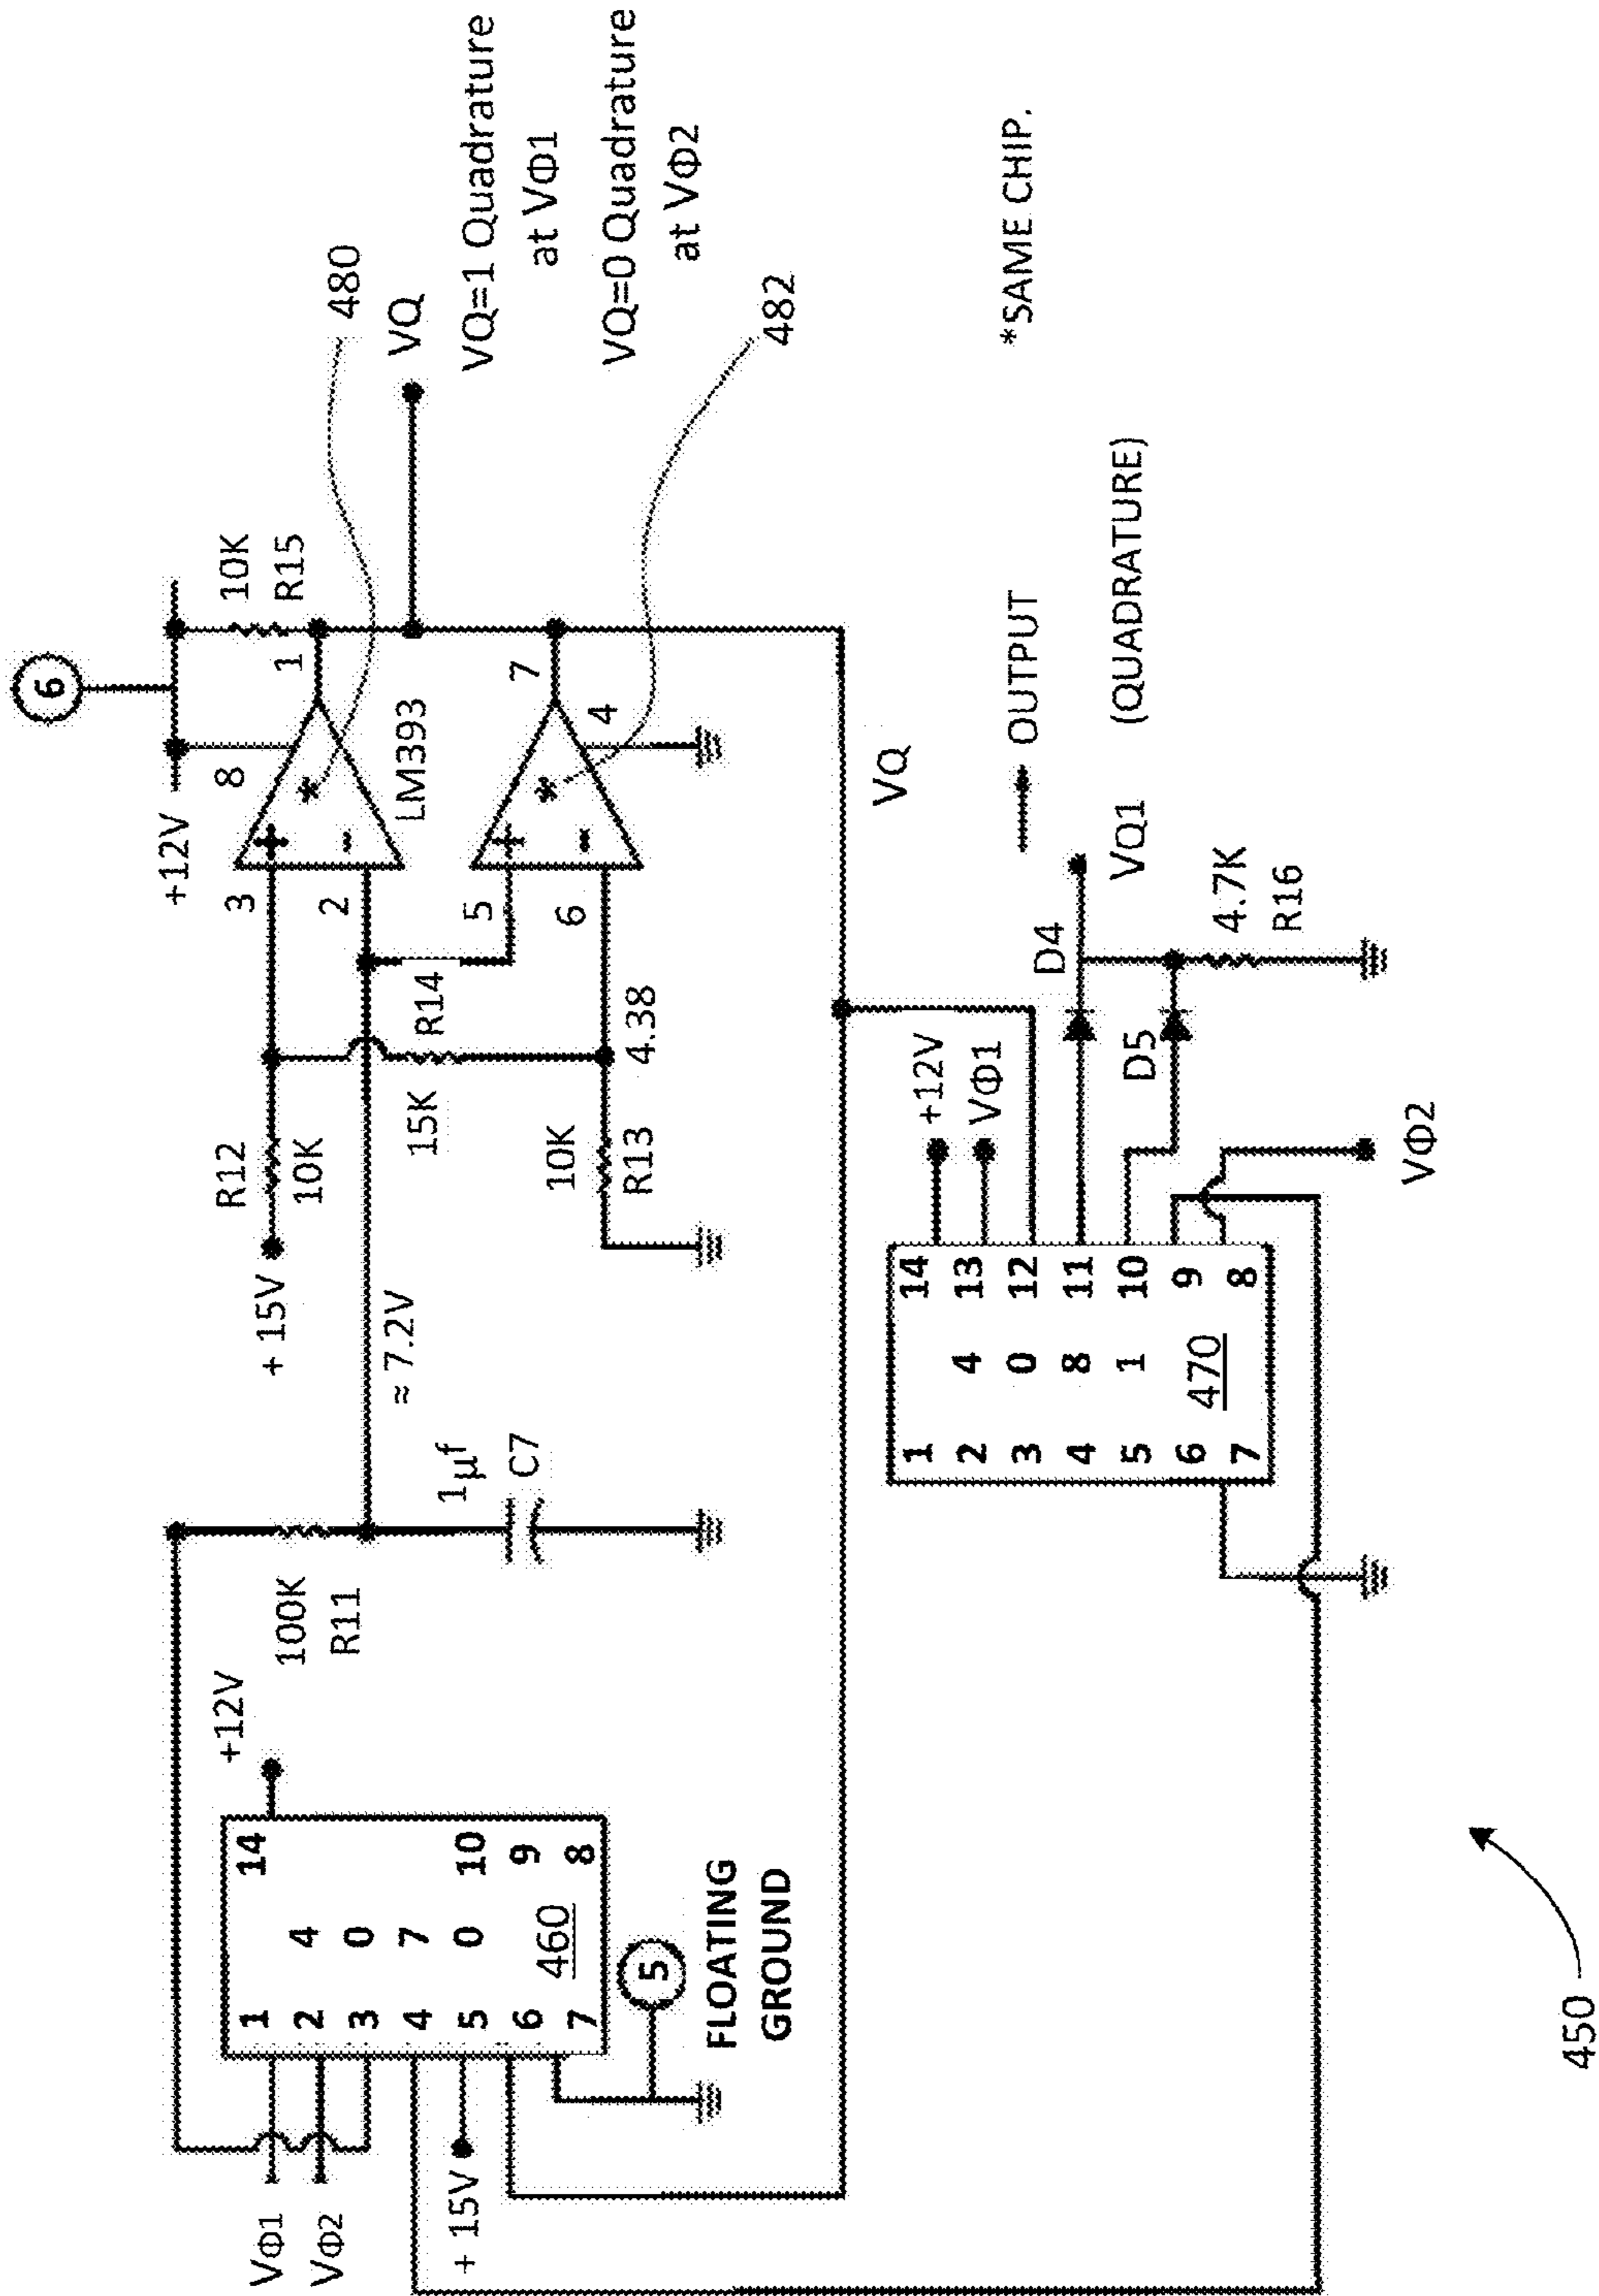 6
+12V
10K
R15
8
3
2
1
LM393
480
VQ
VQ=1 Quadrature
at VΦ1
VQ=0 Quadrature
at VΦ2
482
5
6
7
4
R12
10K
+ 15V
R14
15K
4.38
10K
R13
≈ 7.2V
100K
R11
1µf
C7
+12V
VΦ1
VΦ2
+ 15V
1
2
3
4
5
6
7
4
0
7
0
460
14
10
9
8
5
FLOATING
GROUND
VQ
*SAME CHIP.
OUTPUT
+12V
VΦ1
1
2
3
4
5
6
7
4
0
8
1
470
14
13
12
11
10
9
8
D4
D5
VQ1 (QUADRATURE)
4.7K
R16
VΦ2
450